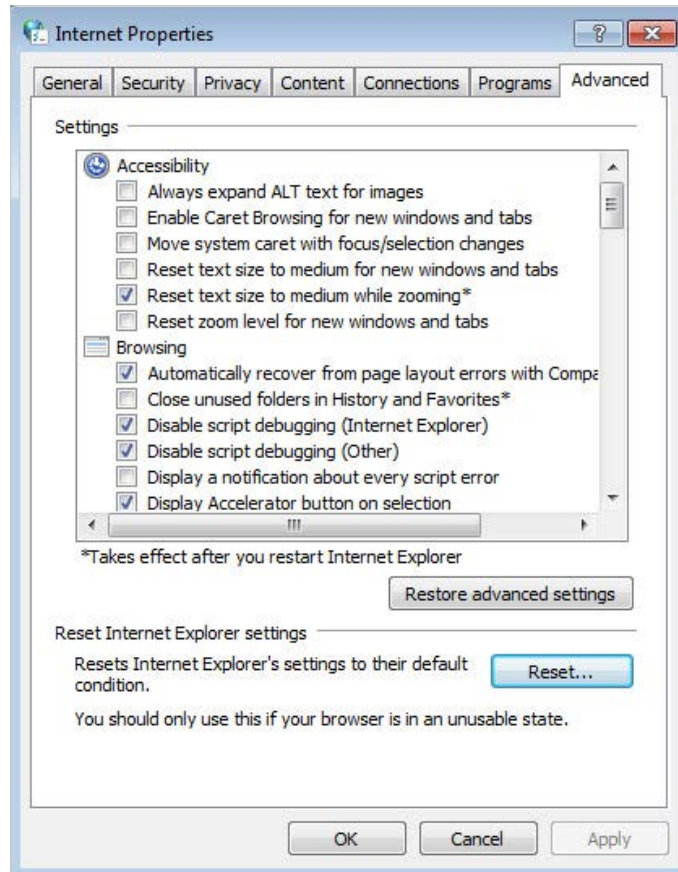 Internet Properties
General Security Privacy Content Connections Programs Advanced
Settings
Accessibility
Always expand ALT text for images
Enable Caret Browsing for new windows and tabs
Move system caret with focus/selection changes
Reset text size to medium for new windows and tabs
Reset text size to medium while zooming*
Reset zoom level for new windows and tabs
Browsing
Automatically recover from page layout errors with Compa
Close unused folders in History and Favorites*
Disable script debugging (Internet Explorer)
Disable script debugging (Other)
Display a notification about every script error
Display Accelerator button on selection
*Takes effect after you restart Internet Explorer
Restore advanced settings
Reset Internet Explorer settings
Resets Internet Explorer's settings to their default
condition.
Reset...
You should only use this if your browser is in an unusable state.
OK Cancel Apply